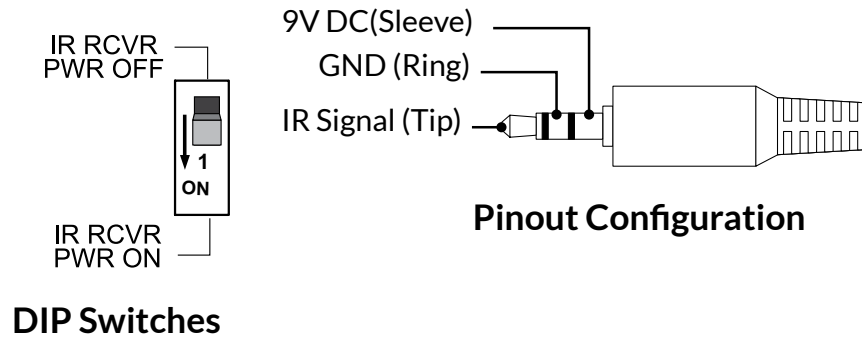 IR RCVR
PWR OFF
1
ON
IR RCVR
PWR ON
DIP Switches
9V DC(Sleeve)
GND (Ring)
IR Signal (Tip)
Pinout Configuration